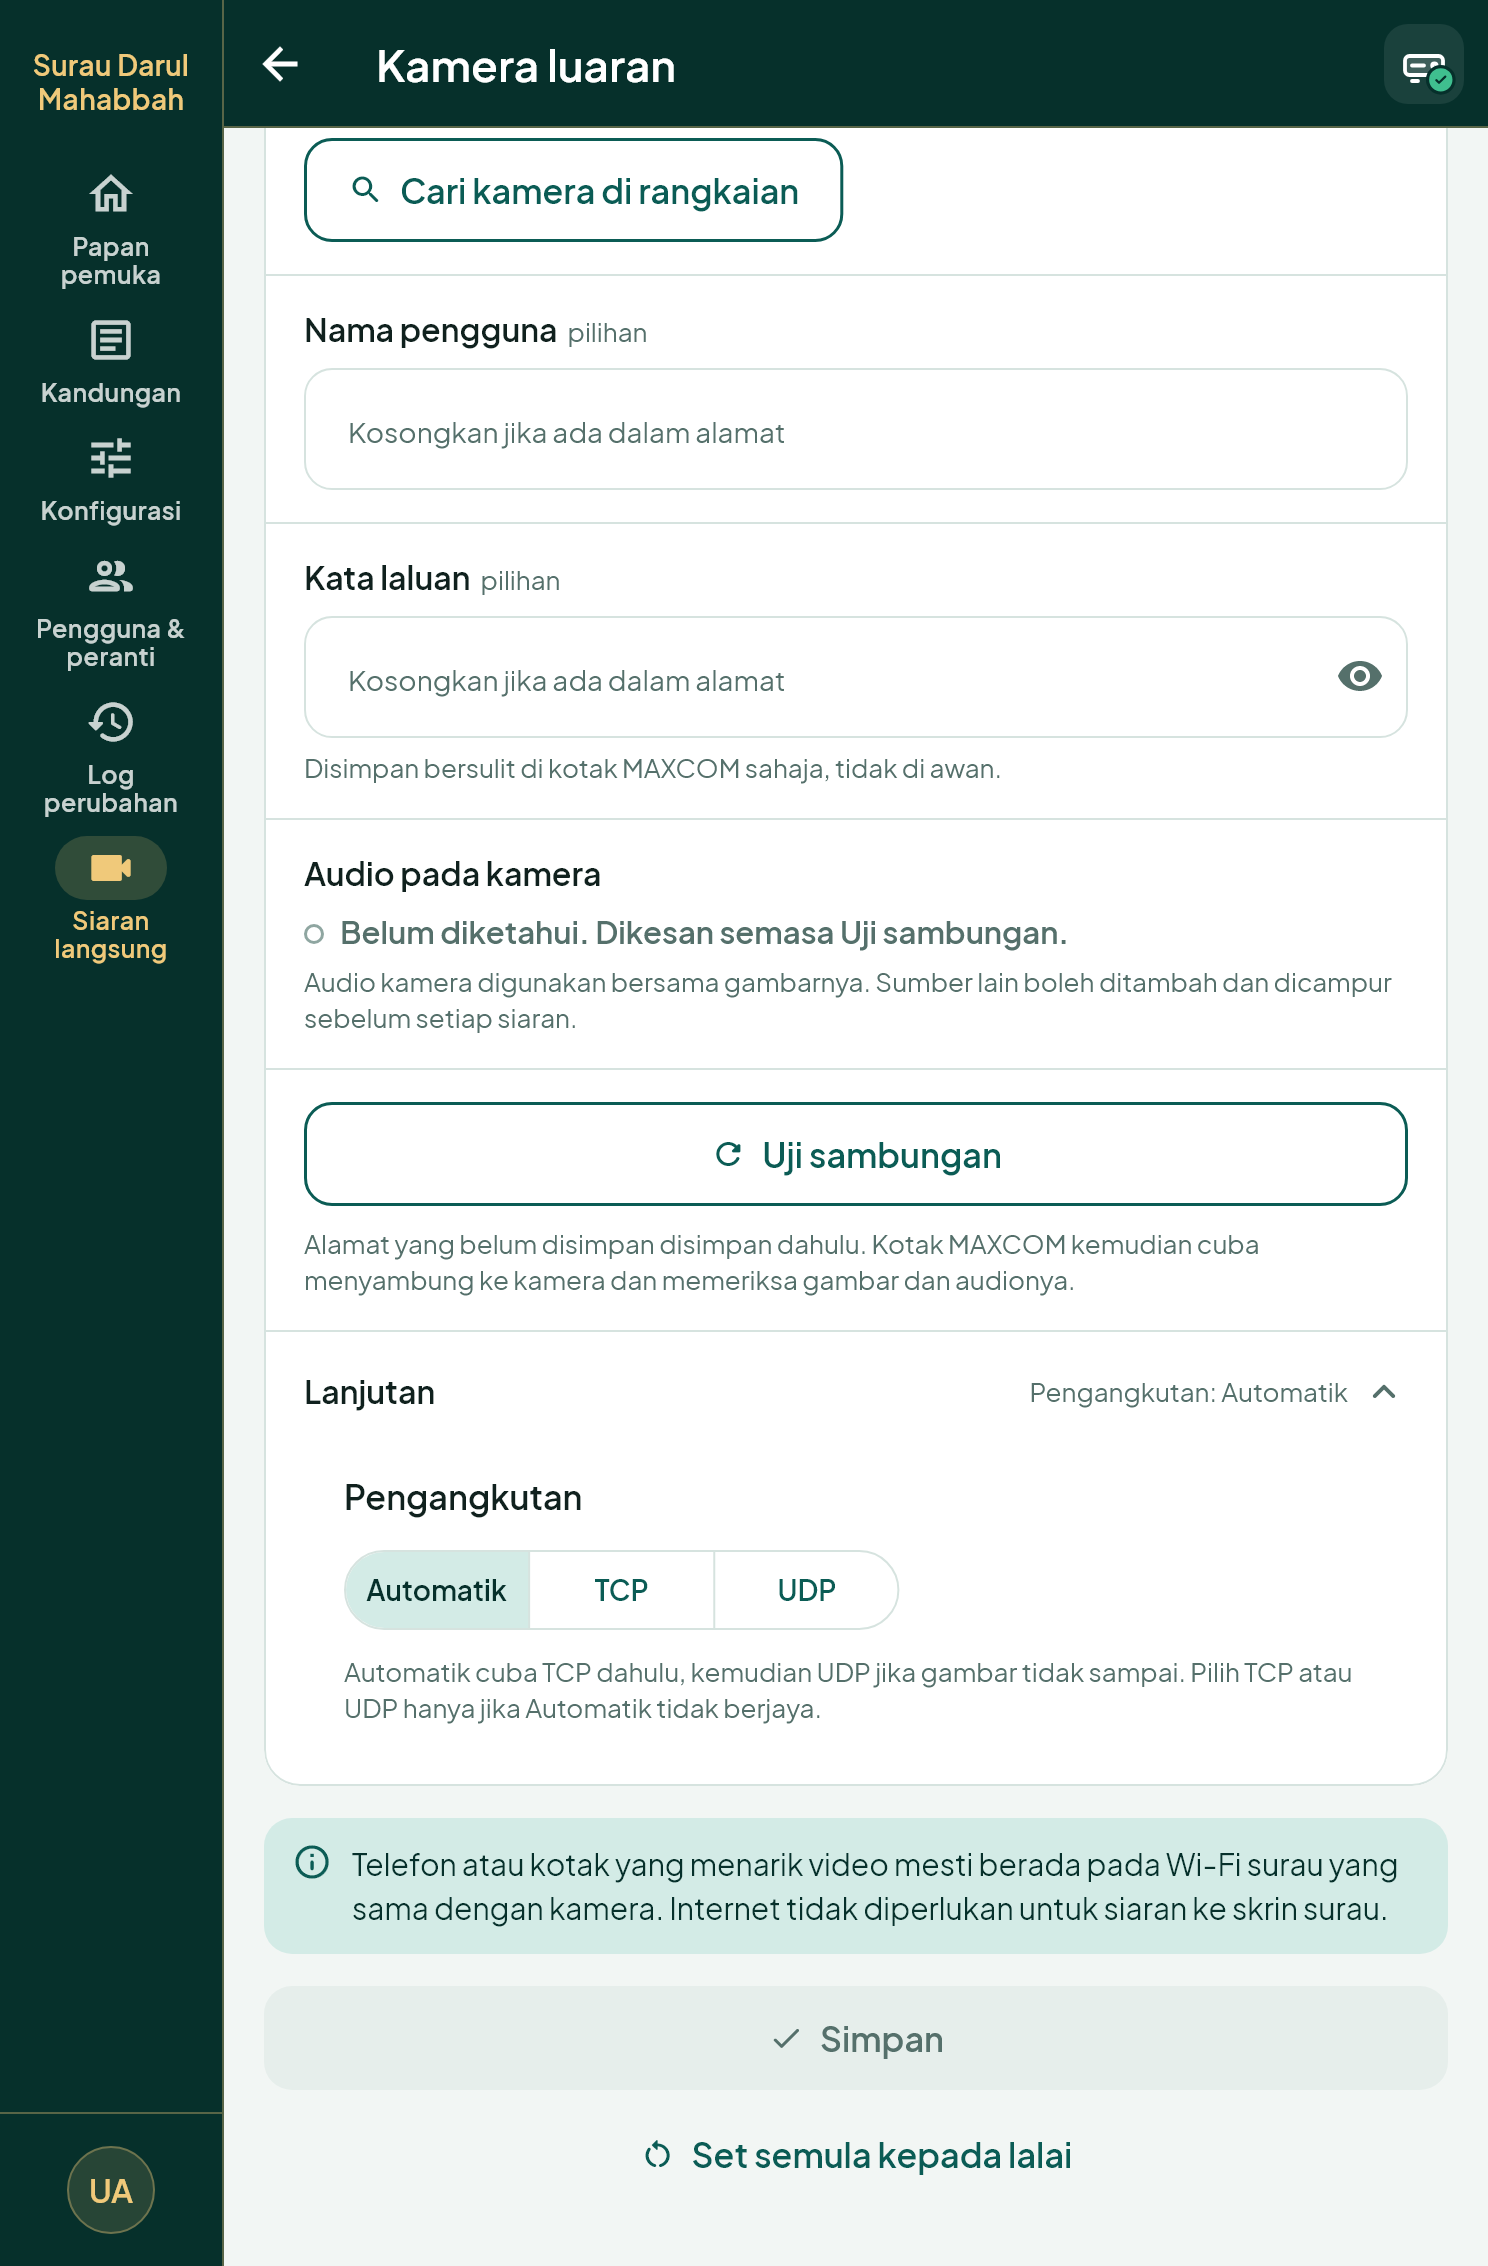 Surau Darul
Mahabbah
Papan
pemuka
Kandungan
Konfigurasi
Pengguna &
peranti
Log
perubahan
Siaran
langsung
UA
Kamera luaran
Cari kamera di rangkaian
Nama pengguna pilihan
Kosongkan jika ada dalam alamat
Kata laluan pilihan
Kosongkan jika ada dalam alamat
Disimpan bersulit di kotak MAXCOM sahaja, tidak di awan.
Audio pada kamera
Belum diketahui. Dikesan semasa Uji sambungan.
Audio kamera digunakan bersama gambarnya. Sumber lain boleh ditambah dan dicampur
sebelum setiap siaran.
Uji sambungan
Alamat yang belum disimpan disimpan dahulu. Kotak MAXCOM kemudian cuba
menyambung ke kamera dan memeriksa gambar dan audionya.
Lanjutan Pengangkutan: Automatik
Pengangkutan
Automatik TCP UDP
Automatik cuba TCP dahulu, kemudian UDP jika gambar tidak sampai. Pilih TCP atau
UDP hanya jika Automatik tidak berjaya.
Telefon atau kotak yang menarik video mesti berada pada Wi-Fi surau yang
sama dengan kamera. Internet tidak diperlukan untuk siaran ke skrin surau.
Simpan
Set semula kepada lalai